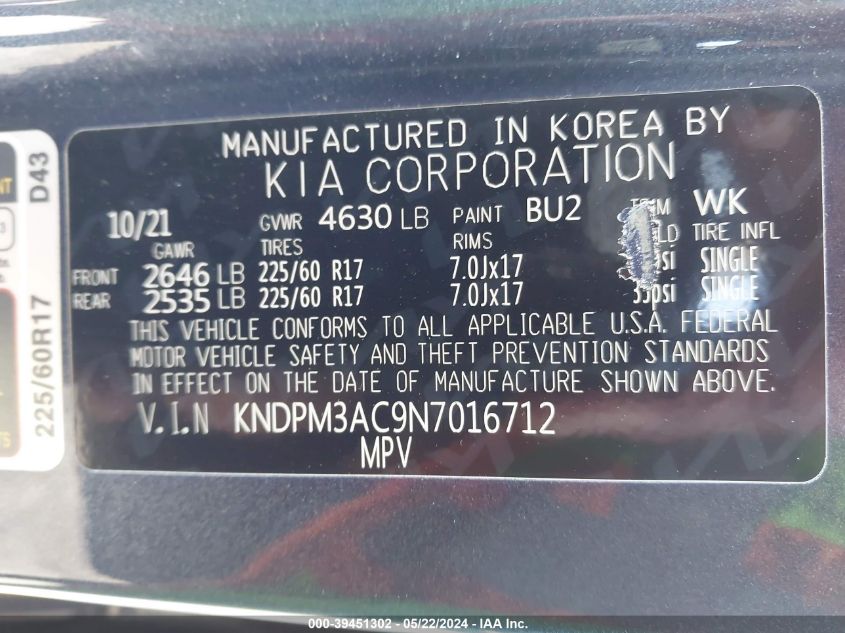 MANUFACTURED IN KOREA BY
KIA CORPORATION
10/21 GVWR 4630 LB PAINT BU2 WK
GAWR TIRES RIMS TIRE INFL
FRONT 2646 LB 225/60 R17 7.0Jx17 SINGLE
REAR 2535 LB 225/60 R17 7.0Jx17 psi SINGLE
THIS VEHICLE CONFORMS TO ALL APPLICABLE U.S.A. FEDERAL
MOTOR VEHICLE SAFETY AND THEFT PREVENTION STANDARDS
IN EFFECT ON THE DATE OF MANUFACTURE SHOWN ABOVE.
V.I.N KNDPM3AC9N7016712
MPV
D43
225/60R17
000-39451302 - 05/22/2024 - IAA Inc.